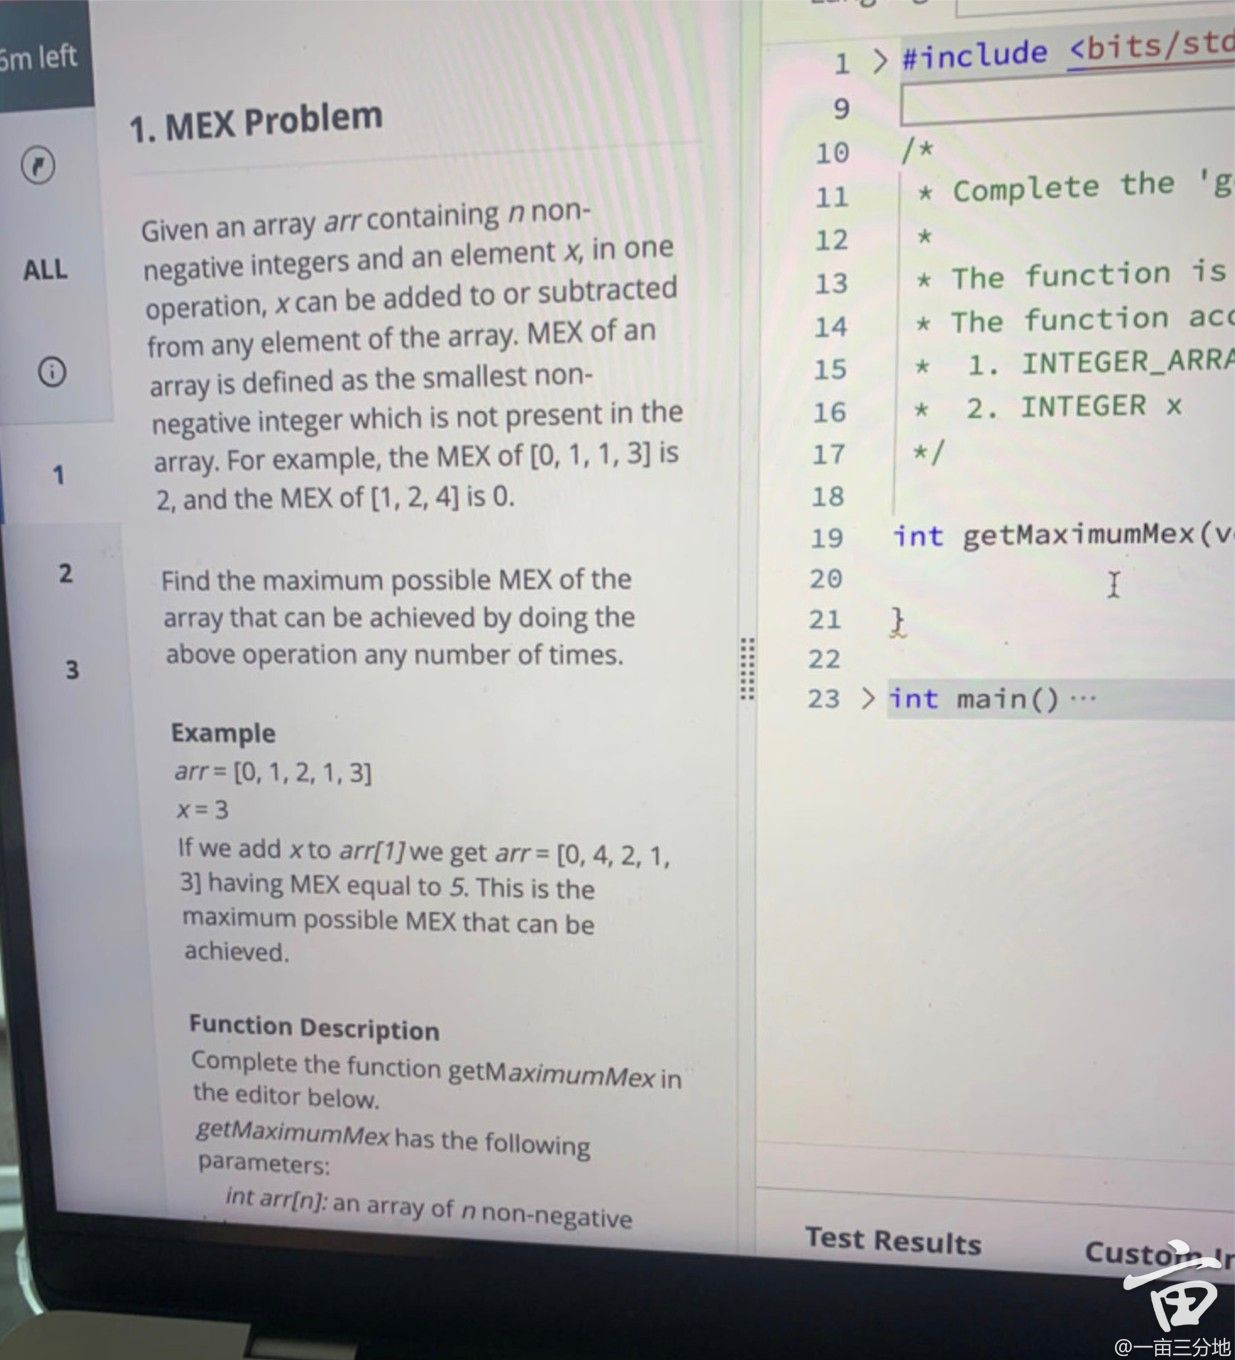 5m left
ALL
1
2
3
1. MEX Problem
Given an array arr containing n non-
negative integers and an element x, in one
operation, x can be added to or subtracted
from any element of the array. MEX of an
array is defined as the smallest non-
negative integer which is not present in the
array. For example, the MEX of [0, 1, 1, 3] is
2, and the MEX of [1, 2, 4] is 0.
Find the maximum possible MEX of the
array that can be achieved by doing the
above operation any number of times.
Example
arr = [0, 1, 2, 1, 3]
x = 3
If we add x to arr[1] we get arr = [0, 4, 2, 1,
3] having MEX equal to 5. This is the
maximum possible MEX that can be
achieved.
Function Description
Complete the function getMaximumMex in
the editor below.
getMaximumMex has the following
parameters:
int arr[n]: an array of n non-negative
1 > #include <bits/std
9
10 /*
11 * Complete the 'g
12 *
13 * The function is
14 * The function acc
15 * 1. INTEGER_ARRA
16 * 2. INTEGER x
17 */
18
19 int getMaximumMex(v
20
21 }
22
23 > int main() ...
Test Results
Custom In
亩
@一亩三分地